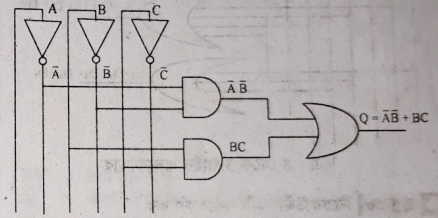 A B C
Ā B̄ C̄
Ā B̄
BC
Q = ĀB̄ + BC